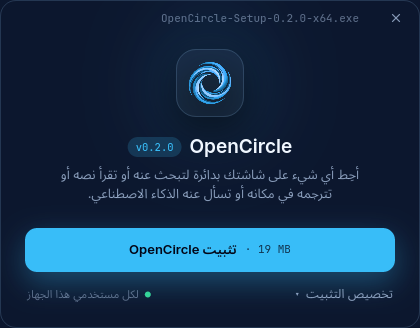 OpenCircle-Setup-0.2.0-x64.exe ×
OpenCircle v0.2.0
أحِط أي شيء على شاشتك بدائرة لتبحث عنه أو تقرأ نصه أو
تترجمه في مكانه أو تسأل عنه الذكاء الاصطناعي.
تثبيت OpenCircle · 19 MB
تخصيص التثبيت
لكل مستخدمي هذا الجهاز